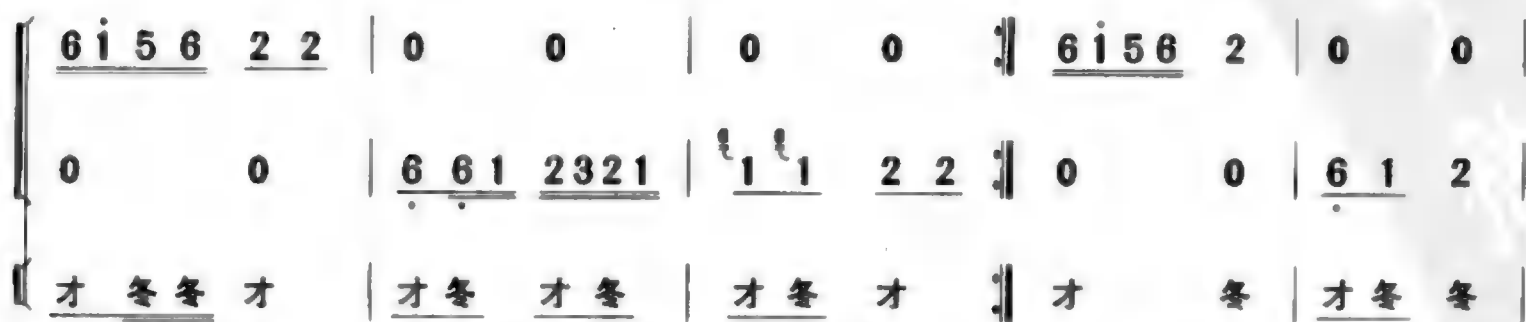 6 i 5 6 2 2 | 0 0 | 0 0 :| 6 i 5 6 2 | 0 0 |
0 0 | 6 6 1 2 3 2 1 | 1 1 2 2 :| 0 0 | 6 1 2 |
才 冬冬 才 | 才冬 才冬 | 才冬 才 :| 才 冬 | 才冬 冬 |